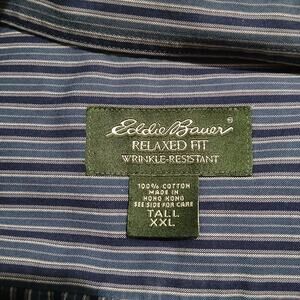 Eddie Bauer®
RELAXED FIT
WRINKLE-RESISTANT
100% COTTON
MADE IN
HONG KONG
SEE SIDE FOR CARE
TALL
XXL